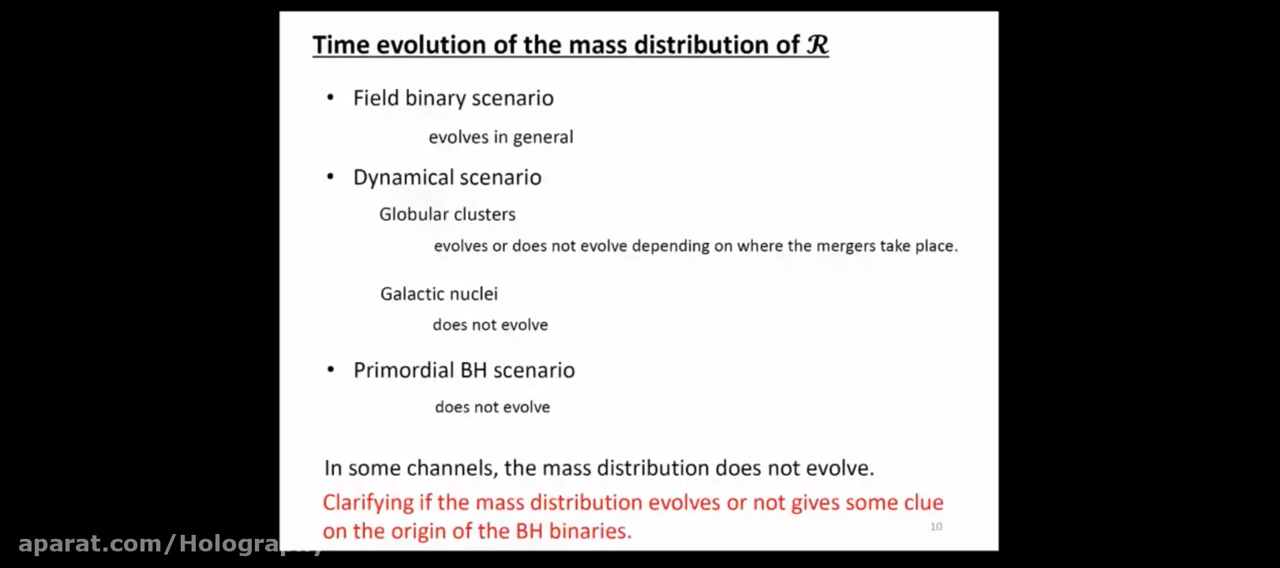 Time evolution of the mass distribution of ℛ
• Field binary scenario
evolves in general
• Dynamical scenario
Globular clusters
evolves or does not evolve depending on where the mergers take place.
Galactic nuclei
does not evolve
• Primordial BH scenario
does not evolve
In some channels, the mass distribution does not evolve.
Clarifying if the mass distribution evolves or not gives some clue
on the origin of the BH binaries.
10
aparat.com/Holography